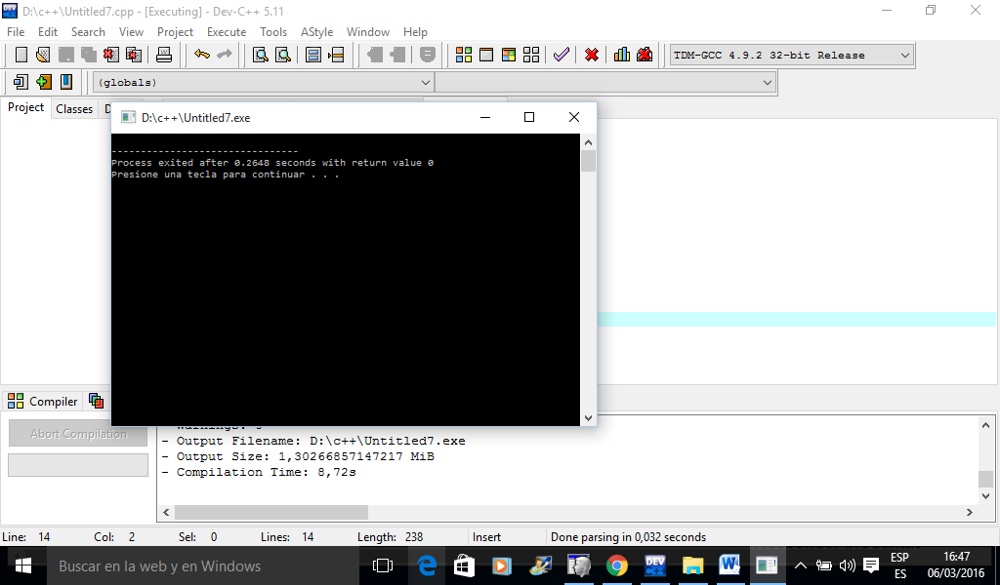 D:\c++\Untitled7.cpp - [Executing] - Dev-C++ 5.11
File Edit Search View Project Execute Tools AStyle Window Help
TDM-GCC 4.9.2 32-bit Release
(globals)
Project Classes D
D:\c++\Untitled7.exe
--------------------------------
Process exited after 0.2648 seconds with return value 0
Presione una tecla para continuar . . .
Compiler
Abort Compilation
- Output Filename: D:\c++\Untitled7.exe
- Output Size: 1,30266857147217 MiB
- Compilation Time: 8,72s
Line: 14 Col: 2 Sel: 0 Lines: 14 Length: 238 Insert Done parsing in 0,032 seconds
Buscar en la web y en Windows
DEV
ESP
ES
16:47
06/03/2016